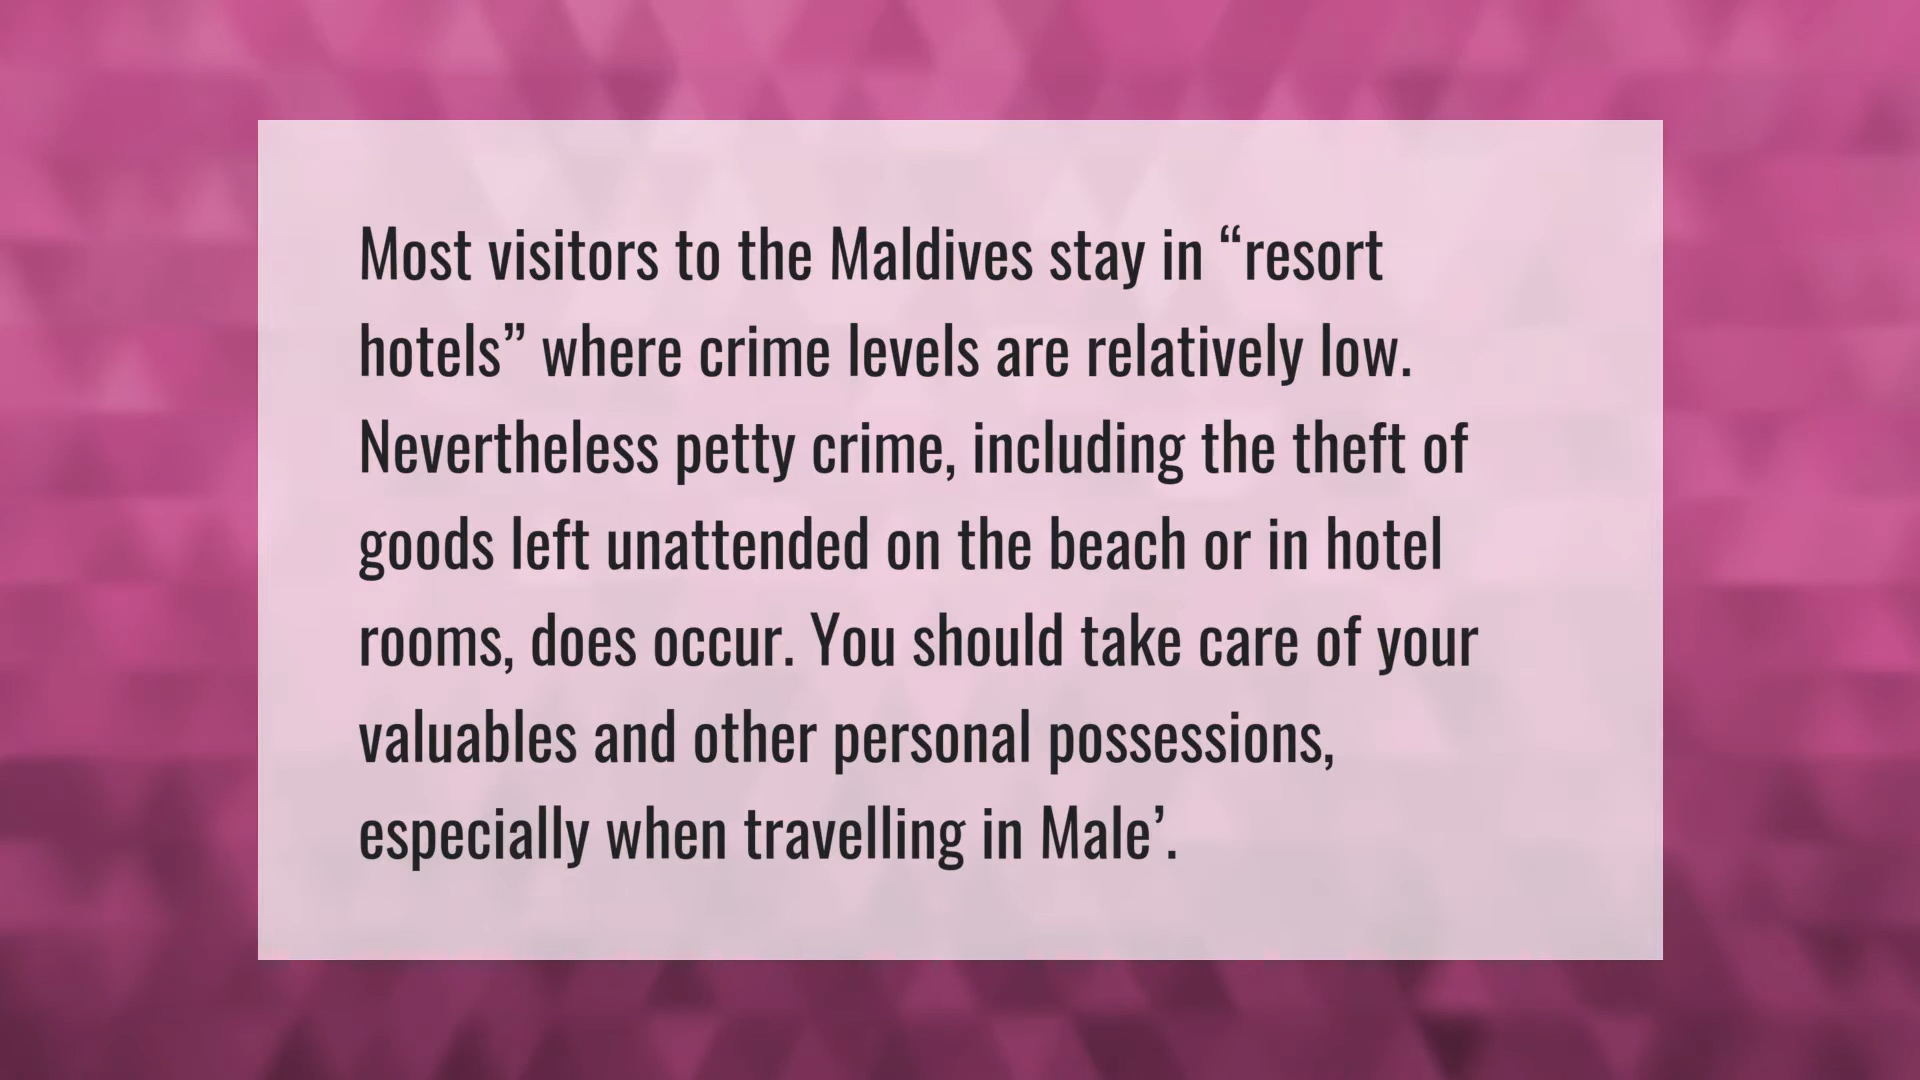 Most visitors to the Maldives stay in “resort
hotels” where crime levels are relatively low.
Nevertheless petty crime, including the theft of
goods left unattended on the beach or in hotel
rooms, does occur. You should take care of your
valuables and other personal possessions,
especially when travelling in Male’.